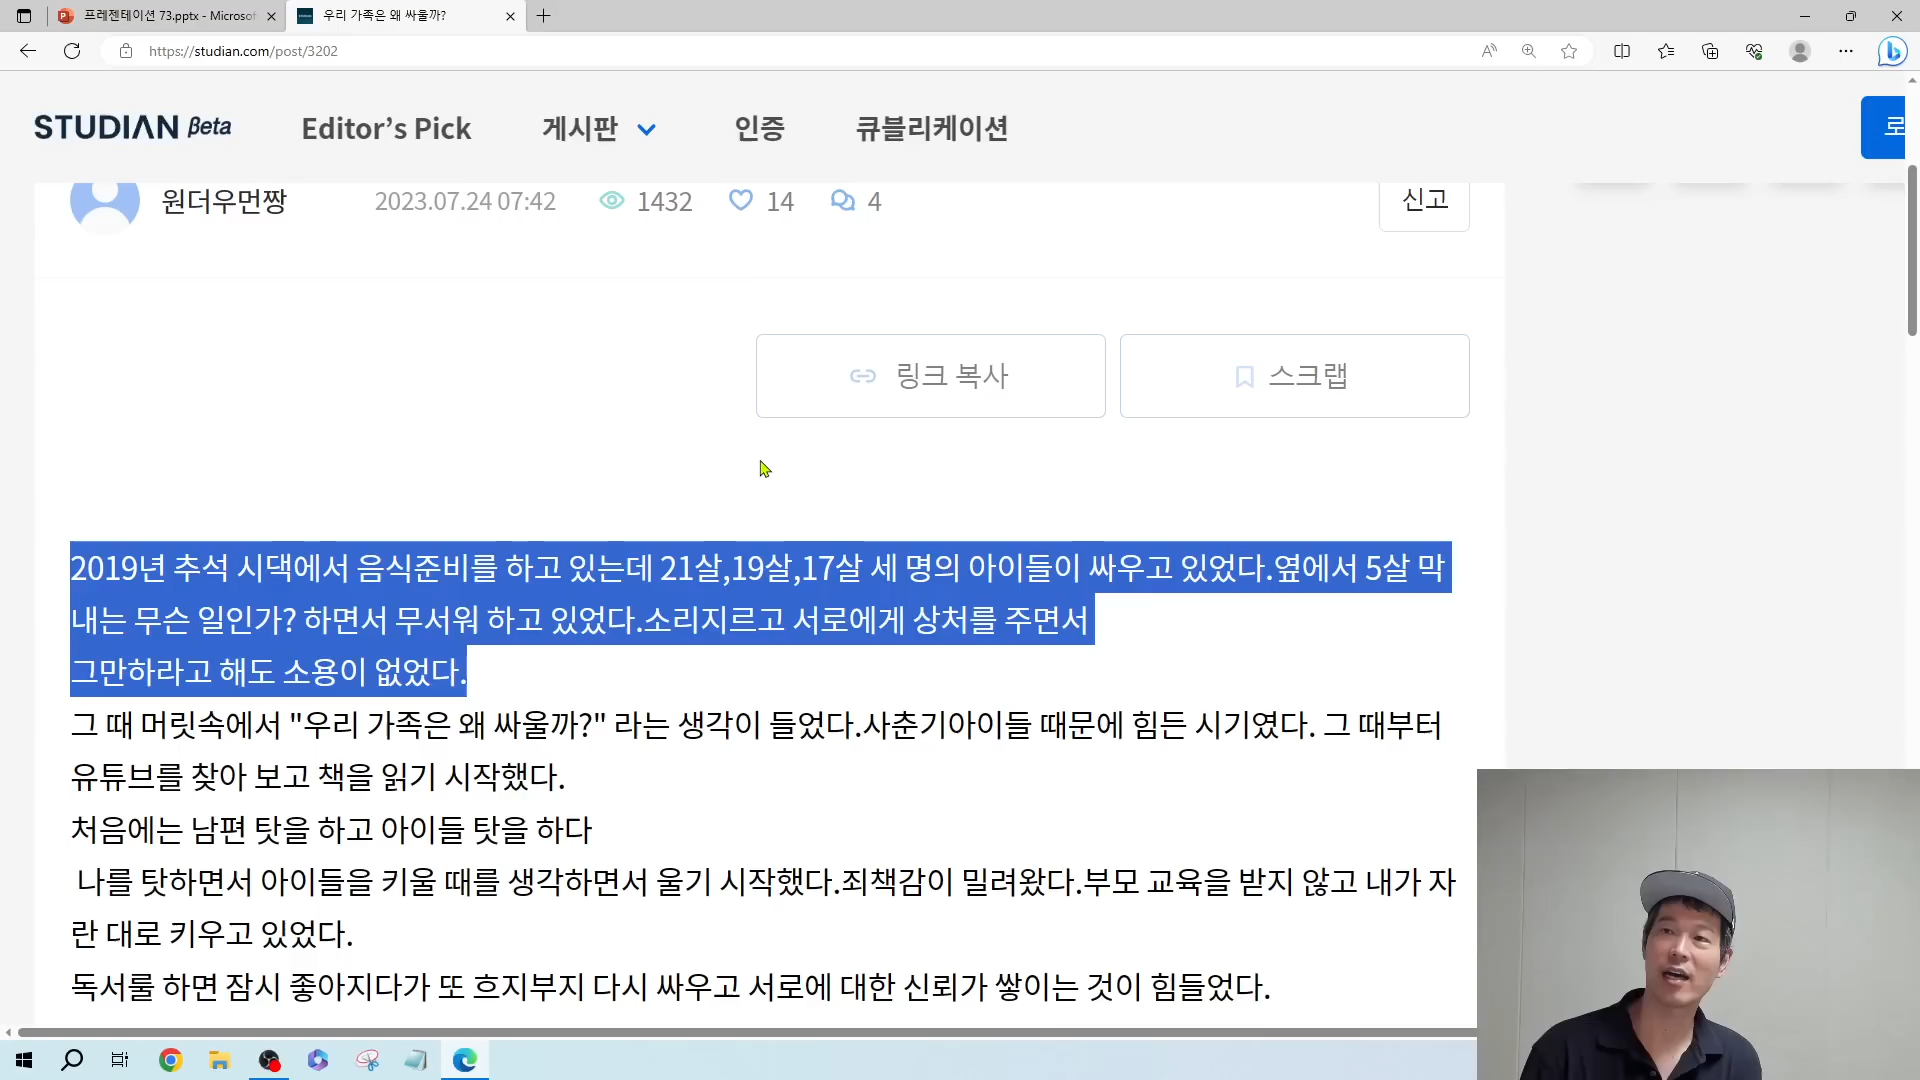 프레젠테이션 73.pptx - Microsof
우리 가족은 왜 싸울까?
https://studian.com/post/3202
STUDIAN Beta
Editor's Pick
게시판
인증
큐블리케이션
로
원더우먼짱
2023.07.24 07:42
1432
14
4
신고
링크 복사
스크랩
2019년 추석 시댁에서 음식준비를 하고 있는데 21살,19살,17살 세 명의 아이들이 싸우고 있었다.옆에서 5살 막
내는 무슨 일인가? 하면서 무서워 하고 있었다.소리지르고 서로에게 상처를 주면서
그만하라고 해도 소용이 없었다.
그 때 머릿속에서 "우리 가족은 왜 싸울까?" 라는 생각이 들었다.사춘기아이들 때문에 힘든 시기였다. 그 때부터
유튜브를 찾아 보고 책을 읽기 시작했다.
처음에는 남편 탓을 하고 아이들 탓을 하다
나를 탓하면서 아이들을 키울 때를 생각하면서 울기 시작했다.죄책감이 밀려왔다.부모 교육을 받지 않고 내가 자
란 대로 키우고 있었다.
독서룰 하면 잠시 좋아지다가 또 흐지부지 다시 싸우고 서로에 대한 신뢰가 쌓이는 것이 힘들었다.